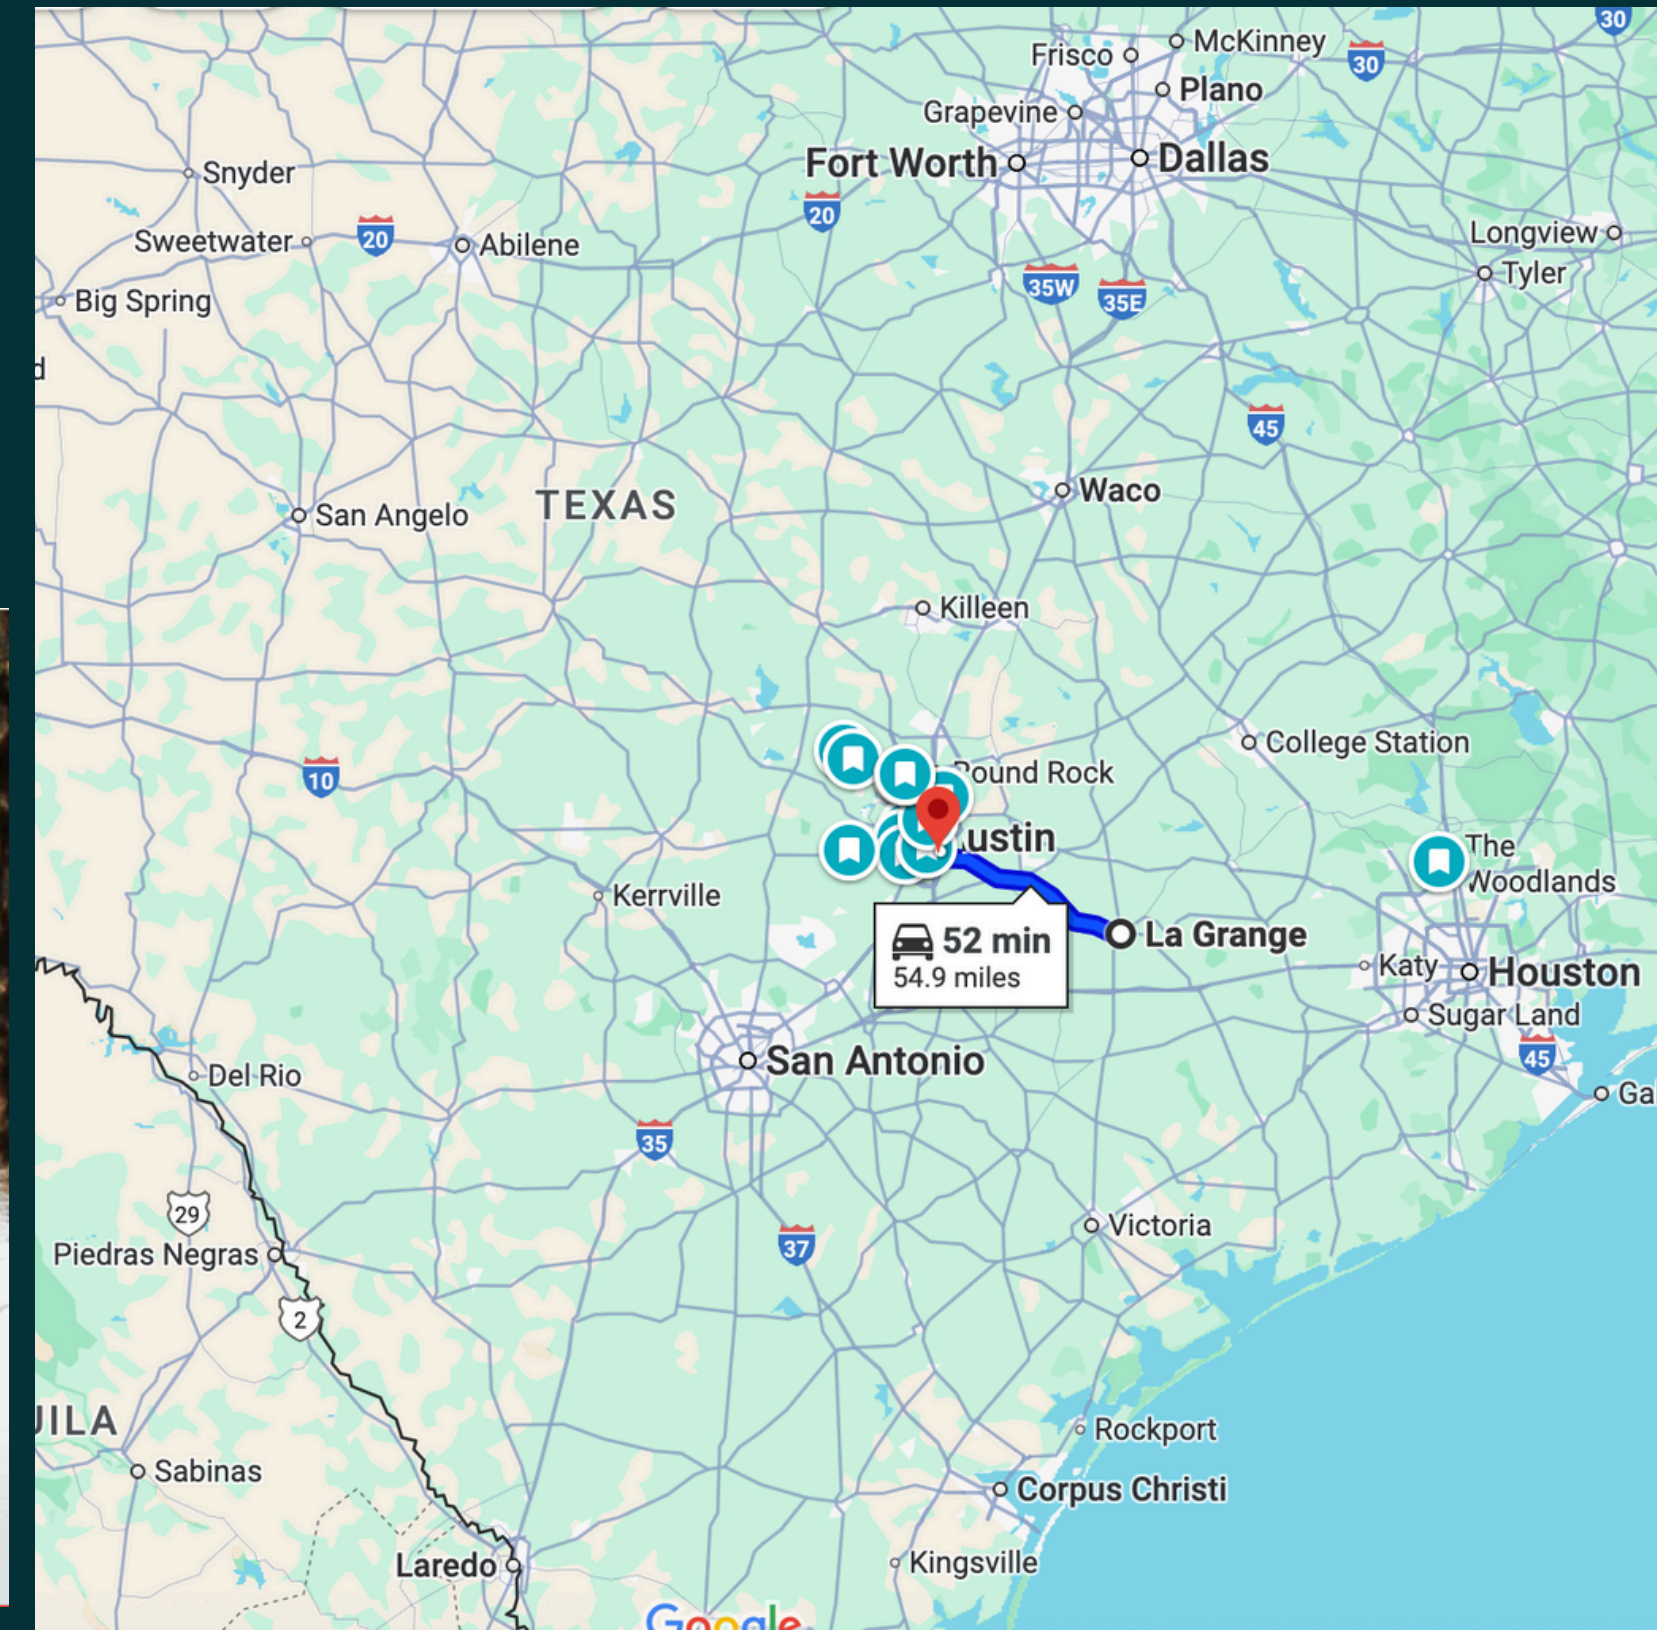 30
McKinney
Frisco
30
Plano
Grapevine
Fort Worth
Dallas
Snyder
20
Longview
Sweetwater
20
Abilene
Tyler
35W
35E
Big Spring
d
45
Waco
San Angelo
TEXAS
Killeen
College Station
10
Round Rock
ustin
The
Woodlands
Kerrville
52 min
54.9 miles
La Grange
Katy
Houston
Sugar Land
45
San Antonio
Del Rio
Ga
35
29
Victoria
37
Piedras Negras
2
UILA
Rockport
Sabinas
Corpus Christi
Laredo
Kingsville
Google